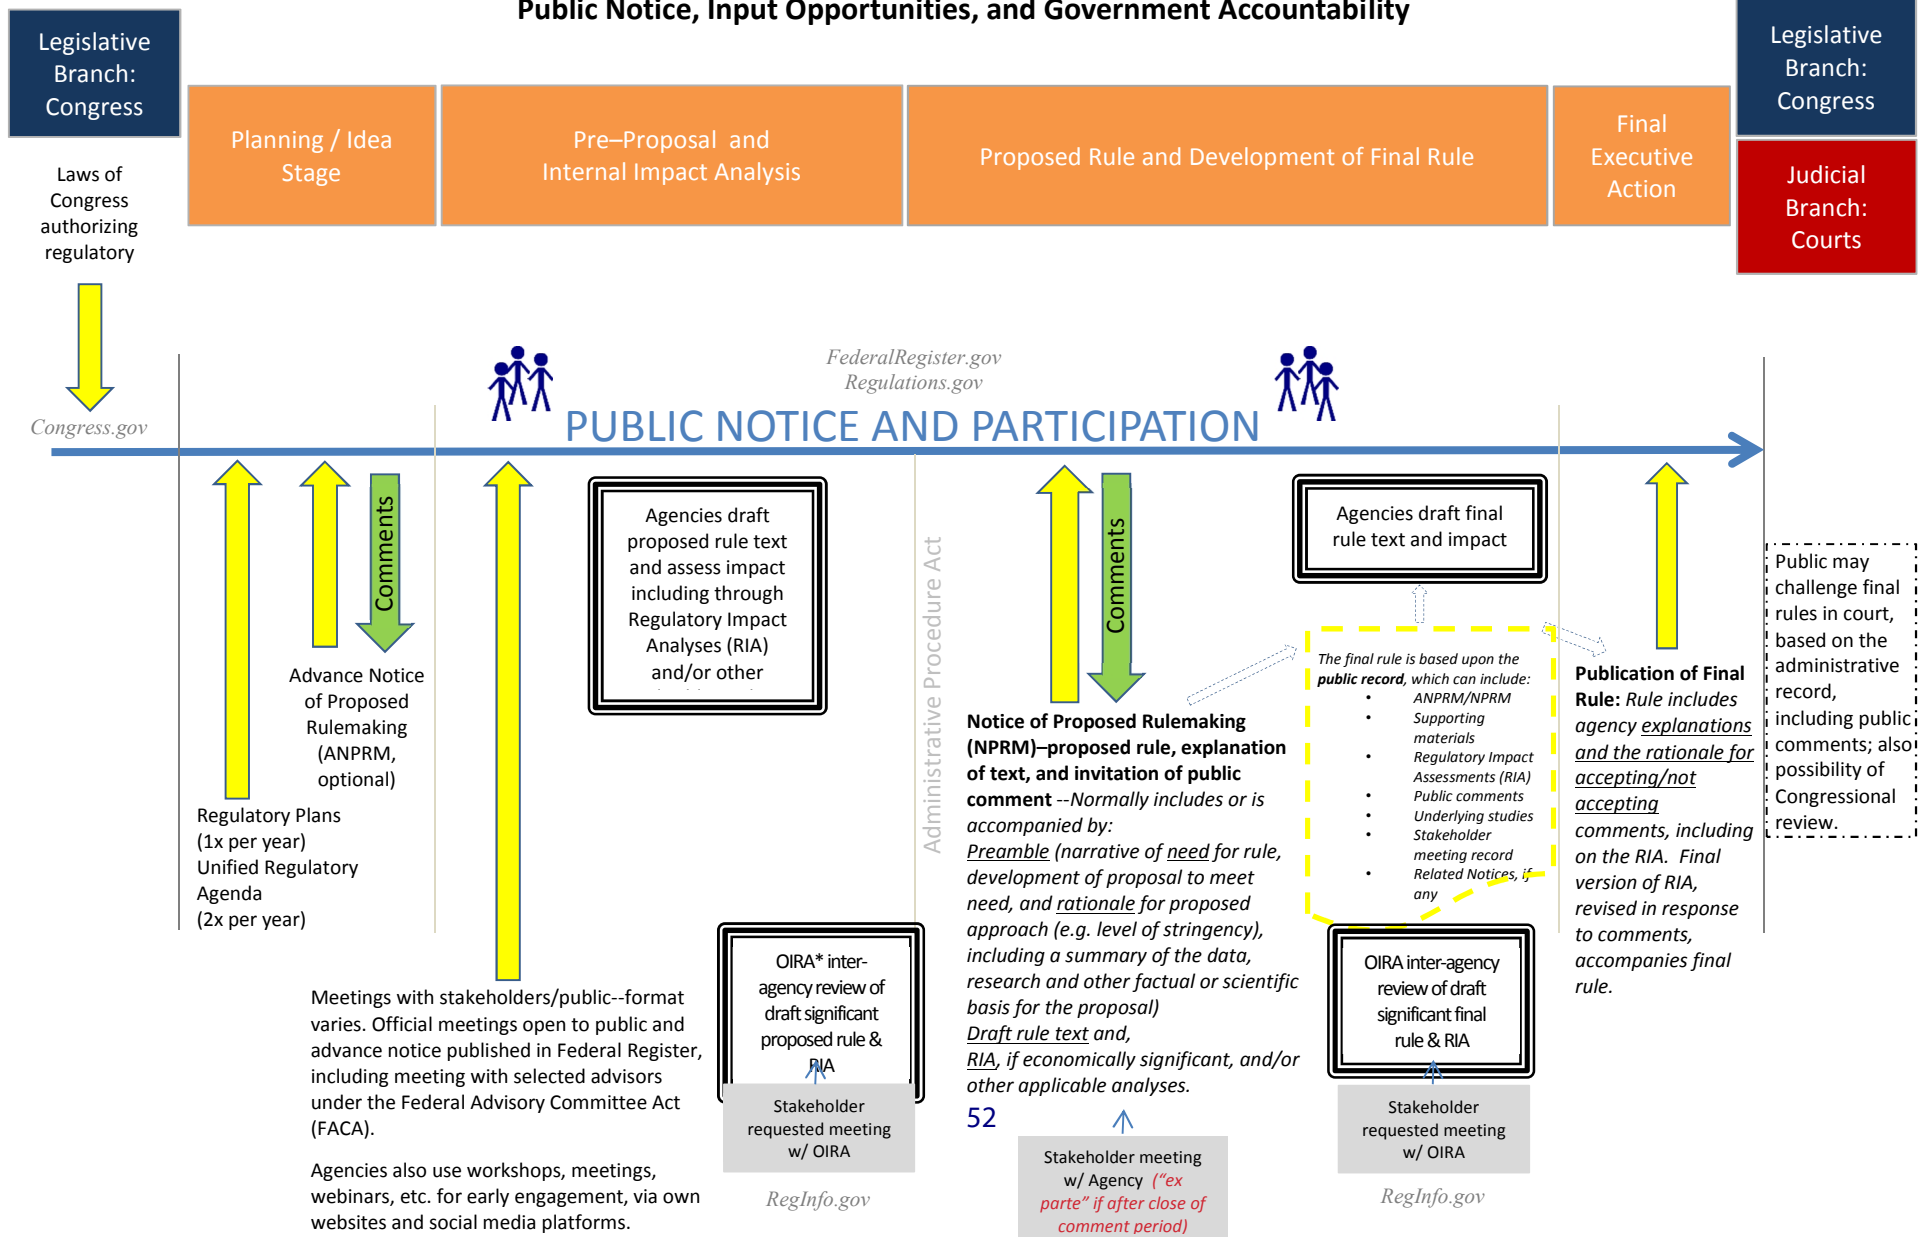 Public Notice, Input Opportunities, and Government Accountability
Legislative
Branch:
Congress
Planning / Idea
Stage
Pre–Proposal and
Internal Impact Analysis
Proposed Rule and Development of Final Rule
Final
Executive
Action
Legislative
Branch:
Congress
Judicial
Branch:
Courts
Laws of
Congress
authorizing
regulatory
Congress.gov
FederalRegister.gov
Regulations.gov
PUBLIC NOTICE AND PARTICIPATION
Comments
Advance Notice
of Proposed
Rulemaking
(ANPRM,
optional)
Regulatory Plans
(1x per year)
Unified Regulatory
Agenda
(2x per year)
Meetings with stakeholders/public--format
varies. Official meetings open to public and
advance notice published in Federal Register,
including meeting with selected advisors
under the Federal Advisory Committee Act
(FACA).
Agencies also use workshops, meetings,
webinars, etc. for early engagement, via own
websites and social media platforms.
Agencies draft
proposed rule text
and assess impact
including through
Regulatory Impact
Analyses (RIA)
and/or other
OIRA* inter-
agency review of
draft significant
proposed rule &
RIA
Stakeholder
requested meeting
w/ OIRA
RegInfo.gov
Administrative Procedure Act
Comments
Notice of Proposed Rulemaking
(NPRM)–proposed rule, explanation
of text, and invitation of public
comment --Normally includes or is
accompanied by:
Preamble (narrative of need for rule,
development of proposal to meet
need, and rationale for proposed
approach (e.g. level of stringency),
including a summary of the data,
research and other factual or scientific
basis for the proposal)
Draft rule text and,
RIA, if economically significant, and/or
other applicable analyses.
52
Stakeholder meeting
w/ Agency ("ex
parte" if after close of
comment period)
Agencies draft final
rule text and impact
The final rule is based upon the
public record, which can include:
• ANPRM/NPRM
• Supporting
materials
• Regulatory Impact
Assessments (RIA)
• Public comments
• Underlying studies
• Stakeholder
meeting record
• Related Notices, if
any
OIRA inter-agency
review of draft
significant final
rule & RIA
Stakeholder
requested meeting
w/ OIRA
RegInfo.gov
Publication of Final
Rule: Rule includes
agency explanations
and the rationale for
accepting/not
accepting
comments, including
on the RIA.  Final
version of RIA,
revised in response
to comments,
accompanies final
rule.
Public may
challenge final
rules in court,
based on the
administrative
record,
including public
comments; also
possibility of
Congressional
review.